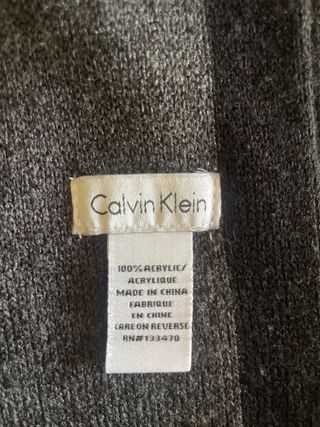 Calvin Klein
100% ACRYLIC/
ACRYLIQUE
MADE IN CHINA
FABRIQUE
EN CHINE
CARE ON REVERSE
RN#133470